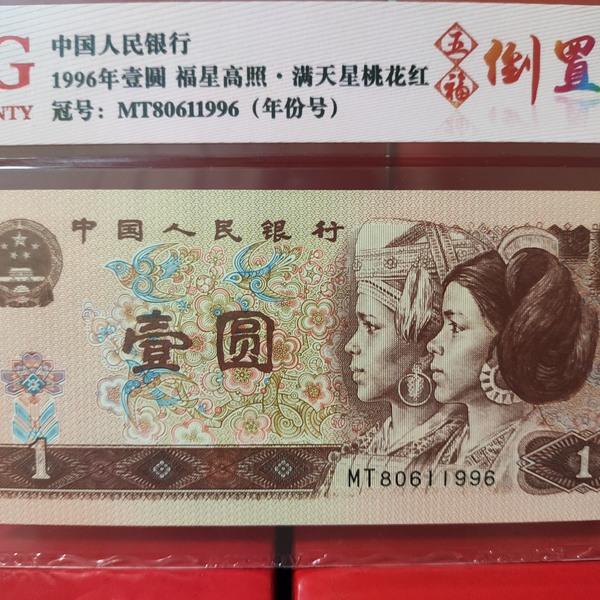 G
NTY
中国人民银行
1996年壹圆 福星高照·满天星桃花红
冠号：MT80611996（年份号）
五福
倒置
中国人民银行
壹圆
1
MT80611996
1